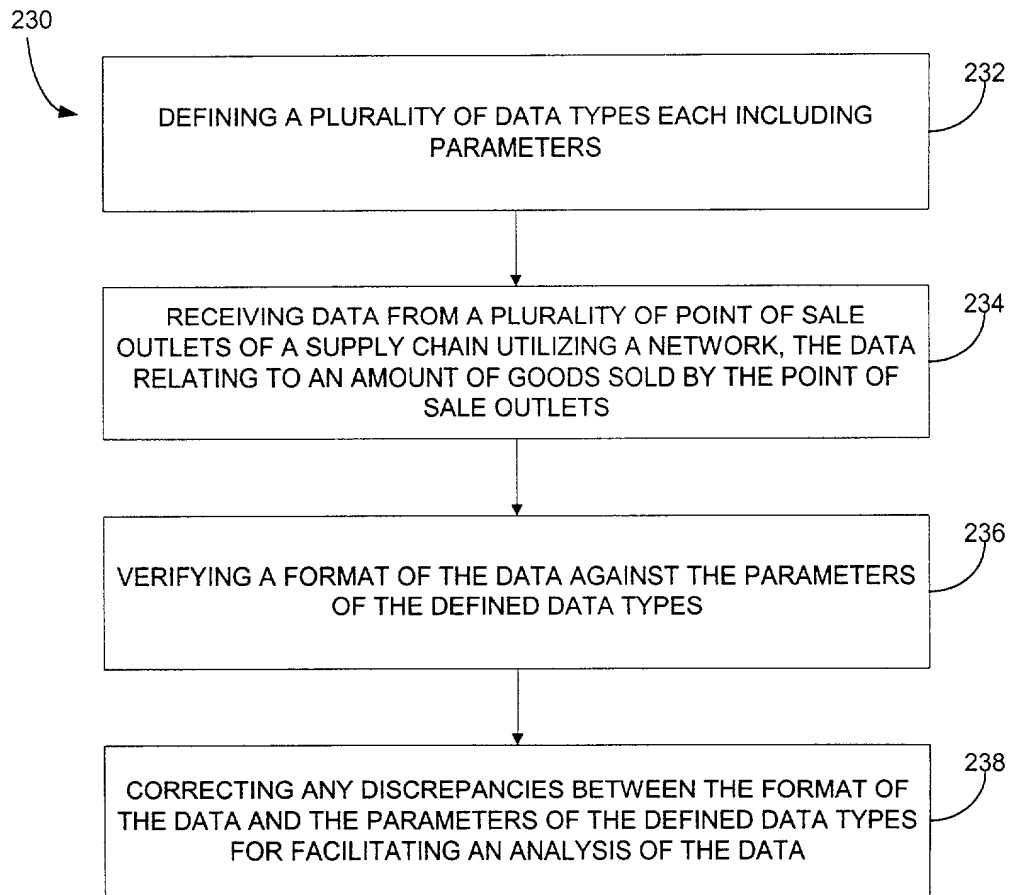 230
232
DEFINING A PLURALITY OF DATA TYPES EACH INCLUDING
PARAMETERS
234
RECEIVING DATA FROM A PLURALITY OF POINT OF SALE
OUTLETS OF A SUPPLY CHAIN UTILIZING A NETWORK, THE DATA
RELATING TO AN AMOUNT OF GOODS SOLD BY THE POINT OF
SALE OUTLETS
236
VERIFYING A FORMAT OF THE DATA AGAINST THE PARAMETERS
OF THE DEFINED DATA TYPES
238
CORRECTING ANY DISCREPANCIES BETWEEN THE FORMAT OF
THE DATA AND THE PARAMETERS OF THE DEFINED DATA TYPES
FOR FACILITATING AN ANALYSIS OF THE DATA